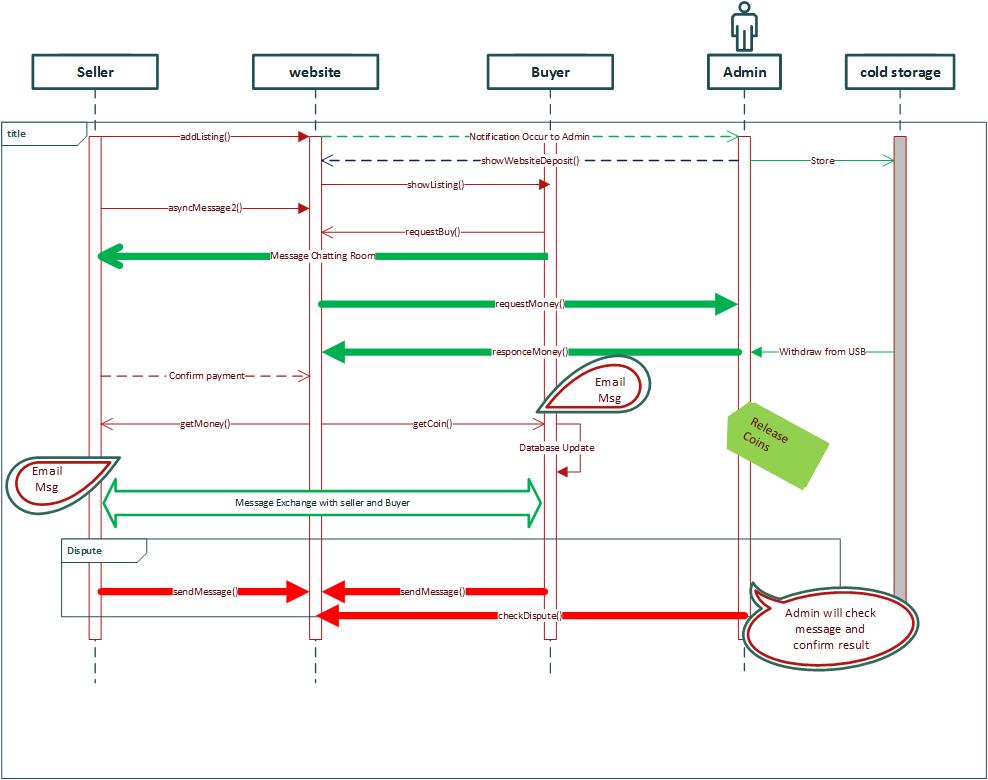 Seller
website
Buyer
Admin
cold storage
title
addListing()
Notification Occur to Admin
showWebsiteDeposit()
Store
showListing()
asyncMessage2()
requestBuy()
Message Chatting Room
requestMoney()
responceMoney()
Withdraw from USB
Confirm payment
Email
Msg
getMoney()
getCoin()
Release
Coins
Database Update
Email
Msg
Message Exchange with seller and Buyer
Dispute
sendMessage()
sendMessage()
checkDispute()
Admin will check
message and
confirm result